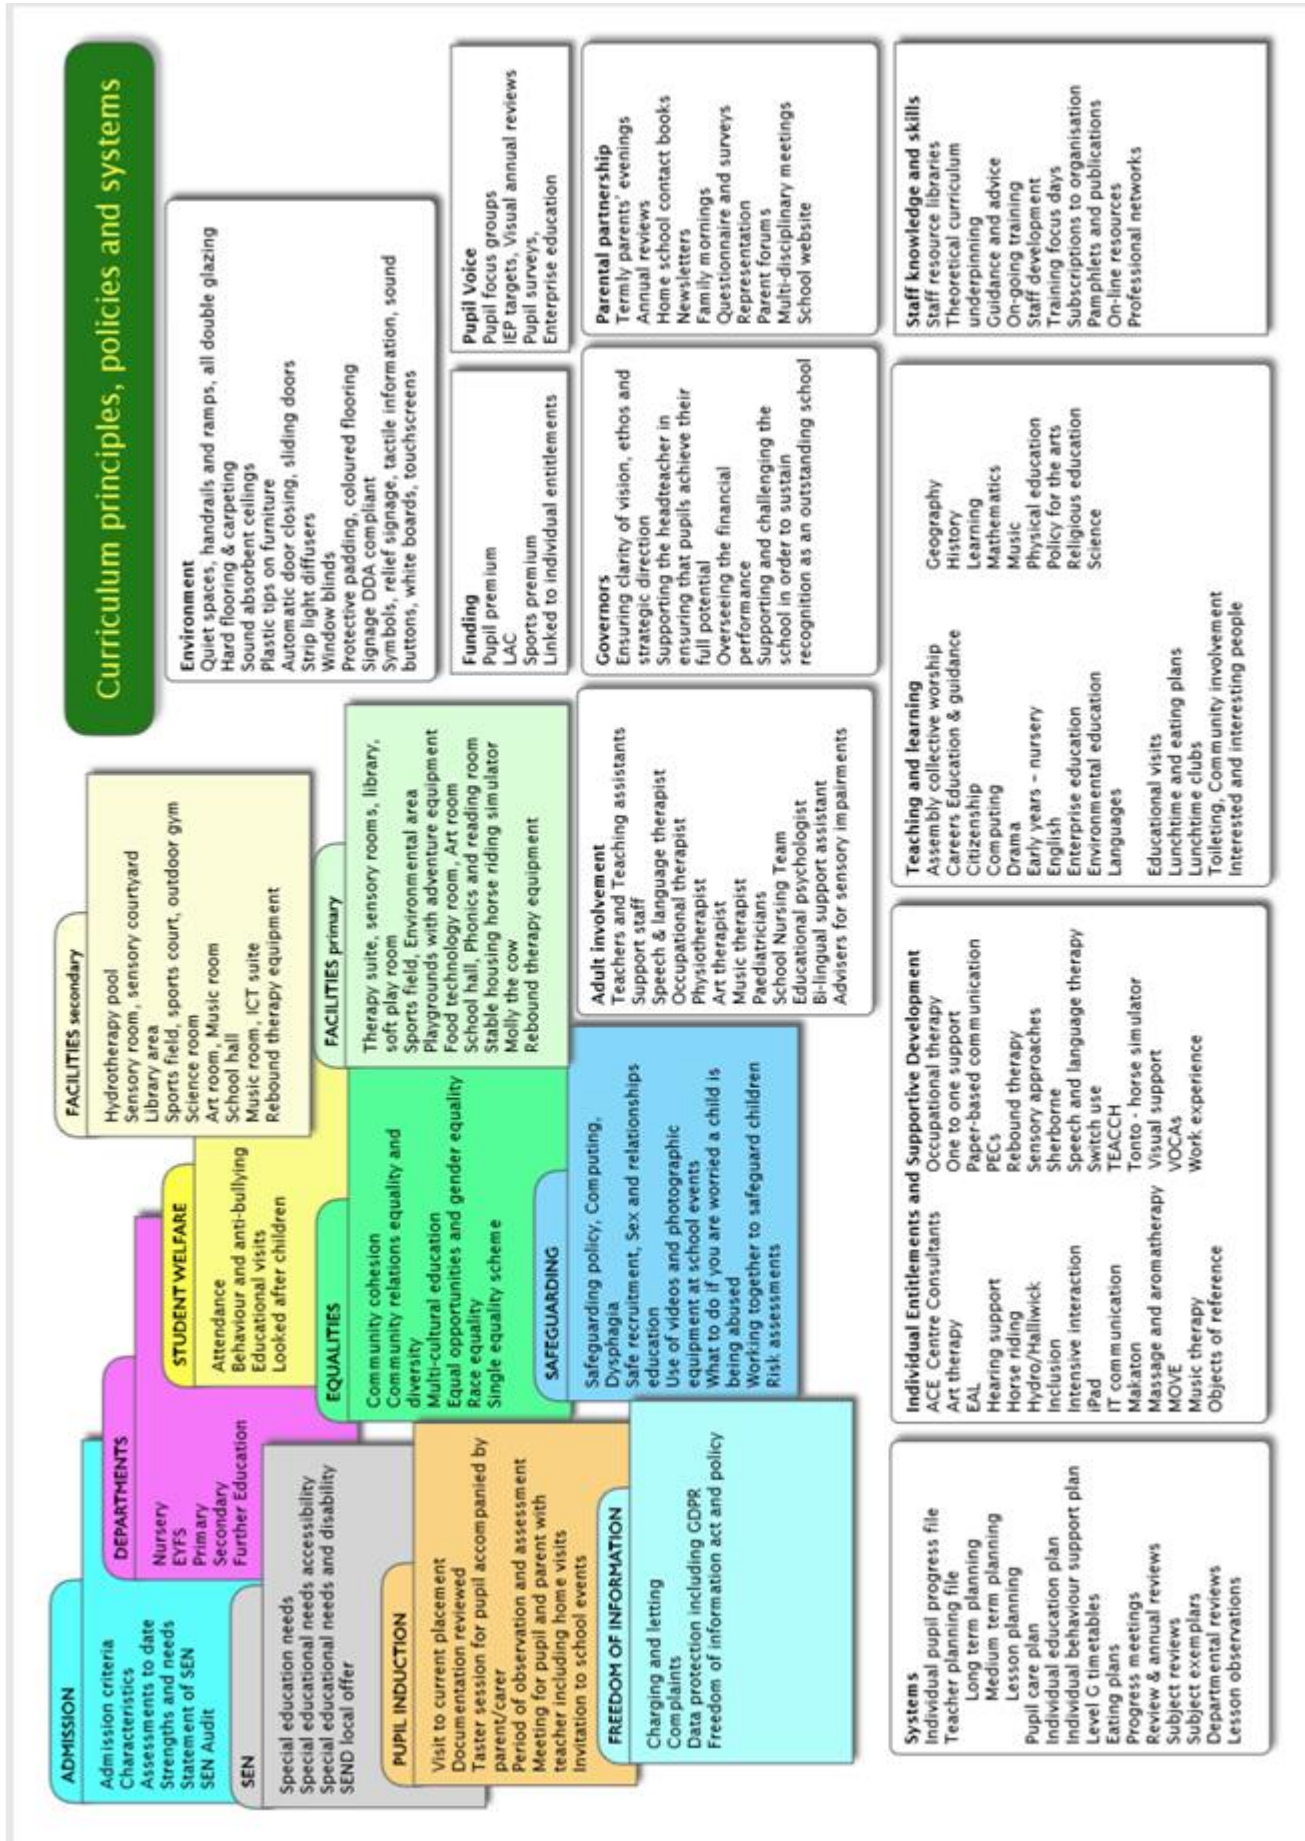 Curriculum principles, policies and systems
ADMISSION
Admission criteria
Characteristics
Assessments to date
Strengths and needs
Statement of SEN
SEN Audit
DEPARTMENTS
Nursery
EYFS
Primary
Secondary
Further Education
STUDENT WELFARE
Attendance
Behaviour and anti-bullying
Educational visits
Looked after children
FACILITIES secondary
Hydrotherapy pool
Sensory room, sensory courtyard
Library area
Sports field, sports court, outdoor gym
Science room
Art room, Music room
School hall
Music room, ICT suite
Rebound therapy equipment
Environment
Quiet spaces, handrails and ramps, all double glazing
Hard flooring & carpeting
Sound absorbent ceilings
Plastic tips on furniture
Automatic door closing, sliding doors
Strip light diffusers
Window blinds
Protective padding, coloured flooring
Signage DDA compliant
Symbols, relief signage, tactile information, sound
buttons, white boards, touchscreens
SEN
Special education needs
Special educational needs accessibility
Special educational needs and disability
SEND local offer
EQUALITIES
Community cohesion
Community relations equality and
diversity
Multi-cultural education
Equal opportunities and gender equality
Race equality
Single equality scheme
FACILITIES primary
Therapy suite, sensory rooms, library,
soft play room
Sports field, Environmental area
Playgrounds with adventure equipment
Food technology room, Art room
School hall, Phonics and reading room
Stable housing horse riding simulator
Molly the cow
Rebound therapy equipment
Funding
Pupil premium
LAC
Sports premium
Linked to individual entitlements
Pupil Voice
Pupil focus groups
IEP targets, Visual annual reviews
Pupil surveys,
Enterprise education
PUPIL INDUCTION
Visit to current placement
Documentation reviewed
Taster session for pupil accompanied by
parent/carer
Period of observation and assessment
Meeting for pupil and parent with
teacher including home visits
Invitation to school events
SAFEGUARDING
Safeguarding policy, Computing,
Dysphagia
Safe recruitment, Sex and relationships
education
Use of videos and photographic
equipment at school events
What to do if you are worried a child is
being abused
Working together to safeguard children
Risk assessments
Adult involvement
Teachers and Teaching assistants
Support staff
Speech & language therapist
Occupational therapist
Physiotherapist
Art therapist
Music therapist
Paediatricians
School Nursing Team
Educational psychologist
Bi-lingual support assistant
Advisers for sensory impairments
Governors
Ensuring clarity of vision, ethos and
strategic direction
Supporting the headteacher in
ensuring that pupils achieve their
full potential
Overseeing the financial
performance
Supporting and challenging the
school in order to sustain
recognition as an outstanding school
Parental partnership
Termly parents' evenings
Annual reviews
Home school contact books
Newsletters
Family mornings
Questionnaire and surveys
Representation
Parent forums
Multi-disciplinary meetings
School website
FREEDOM OF INFORMATION
Charging and letting
Complaints
Data protection including GDPR
Freedom of information act and policy
Systems
Individual pupil progress file
Teacher planning file
Long term planning
Medium term planning
Lesson planning
Pupil care plan
Individual education plan
Individual behaviour support plan
Level G timetables
Eating plans
Progress meetings
Review & annual reviews
Subject reviews
Subject exemplars
Departmental reviews
Lesson observations
Individual Entitlements and Supportive Development
ACE Centre Consultants
Art therapy
EAL
Hearing support
Horse riding
Hydro/Halliwick
Inclusion
Intensive interaction
iPad
IT communication
Makaton
Massage and aromatherapy
MOVE
Music therapy
Objects of reference
Occupational therapy
One to one support
Paper-based communication
PECs
Rebound therapy
Sensory approaches
Sherborne
Speech and language therapy
Switch use
TEACCH
Tonto - horse simulator
Visual support
VOCAs
Work experience
Teaching and learning
Assembly collective worship
Careers Education & guidance
Citizenship
Computing
Drama
Early years – nursery
English
Enterprise education
Environmental education
Languages
Geography
History
Learning
Mathematics
Music
Physical education
Policy for the arts
Religious education
Science
Educational visits
Lunchtime and eating plans
Lunchtime clubs
Toileting, Community involvement
Interested and interesting people
Staff knowledge and skills
Staff resource libraries
Theoretical curriculum
underpinning
Guidance and advice
On-going training
Staff development
Training focus days
Subscriptions to organisation
Pamphlets and publications
On-line resources
Professional networks